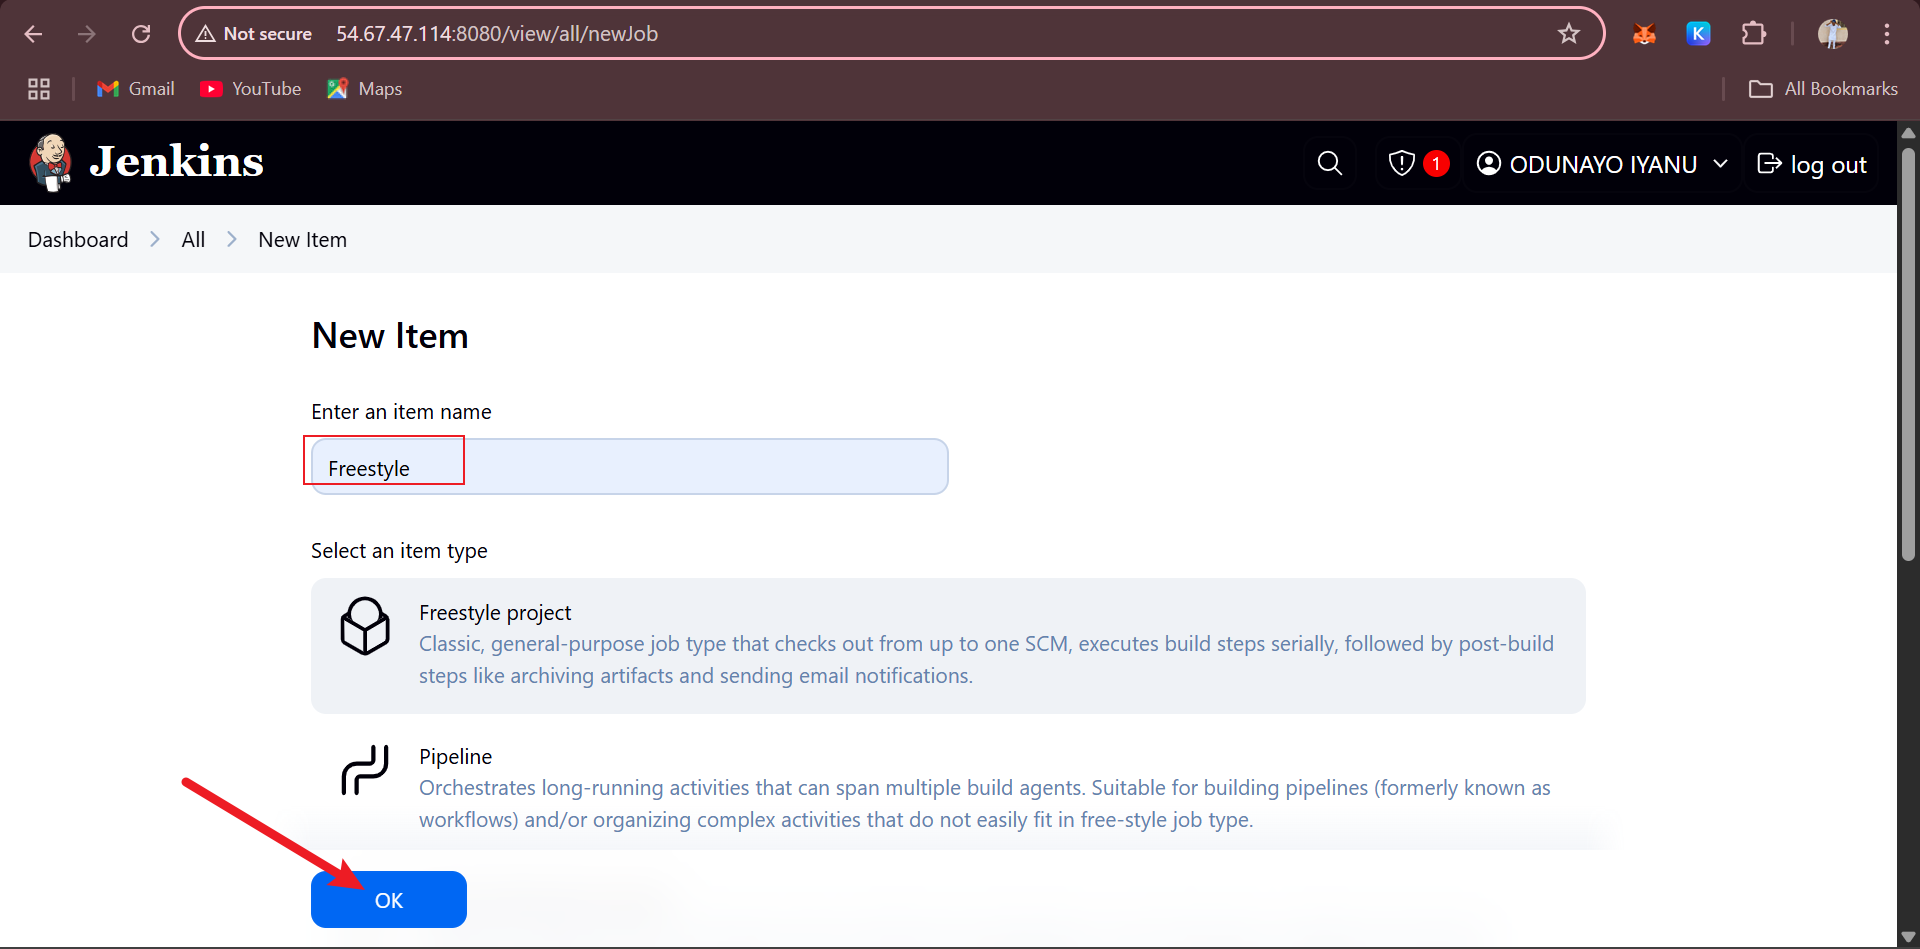 Not secure 54.67.47.114:8080/view/all/newJob
K
Gmail YouTube Maps All Bookmarks
Jenkins 1 ODUNAYO IYANU log out
Dashboard All New Item
New Item
Enter an item name
Freestyle
Select an item type
Freestyle project
Classic, general-purpose job type that checks out from up to one SCM, executes build steps serially, followed by post-build
steps like archiving artifacts and sending email notifications.
Pipeline
Orchestrates long-running activities that can span multiple build agents. Suitable for building pipelines (formerly known as
workflows) and/or organizing complex activities that do not easily fit in free-style job type.
OK